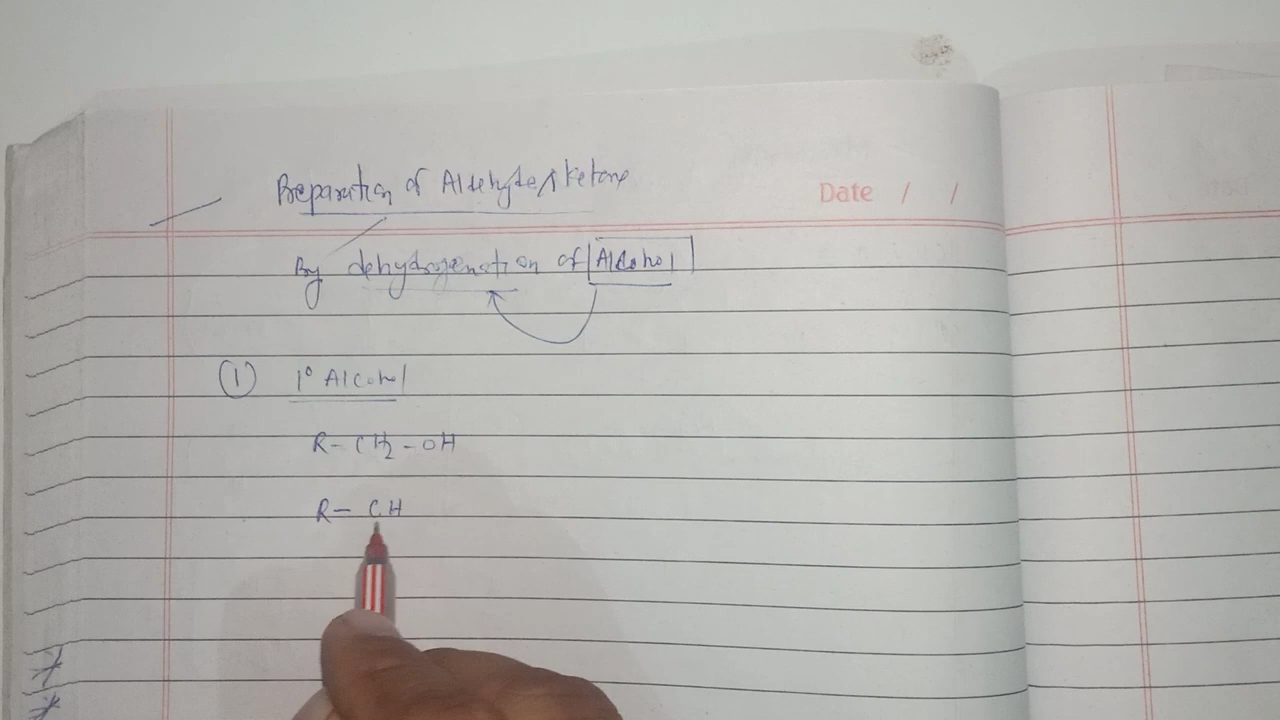 Preparation of Aldehyde & Ketone
Date / /
By dehydrogenation of Alcohol
① 1° Alcohol
R-CH2-OH
R-CH